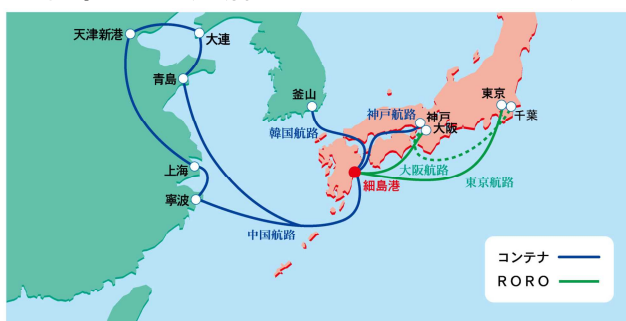 天津新港
大連
青島
釜山
韓国航路
神戸航路
神戸
大阪
東京
千葉
上海
寧波
中国航路
細島港
大阪航路
東京航路
コンテナ
RORO